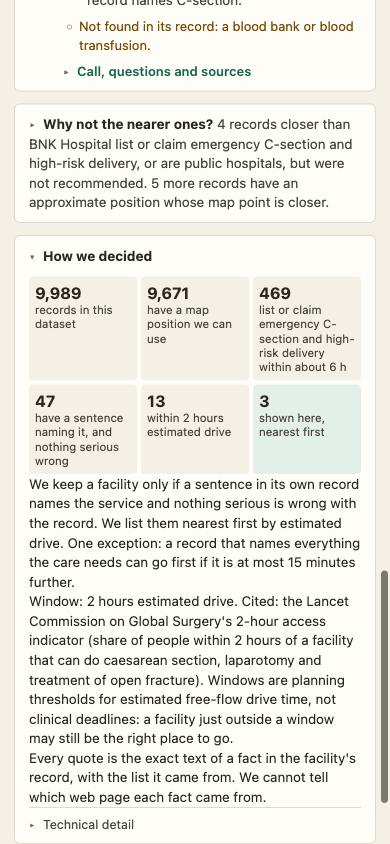 record names C-section.
○ Not found in its record: a blood bank or blood
transfusion.
▸ Call, questions and sources
▸ Why not the nearer ones? 4 records closer than
BNK Hospital list or claim emergency C-section and
high-risk delivery, or are public hospitals, but were
not recommended. 5 more records have an
approximate position whose map point is closer.
▾ How we decided
9,989
records in this
dataset
9,671
have a map
position we can
use
469
list or claim
emergency C-
section and high-
risk delivery
within about 6 h
47
have a sentence
naming it, and
nothing serious
wrong
13
within 2 hours
estimated drive
3
shown here,
nearest first
We keep a facility only if a sentence in its own record
names the service and nothing serious is wrong with
the record. We list them nearest first by estimated
drive. One exception: a record that names everything
the care needs can go first if it is at most 15 minutes
further.
Window: 2 hours estimated drive. Cited: the Lancet
Commission on Global Surgery's 2-hour access
indicator (share of people within 2 hours of a facility
that can do caesarean section, laparotomy and
treatment of open fracture). Windows are planning
thresholds for estimated free-flow drive time, not
clinical deadlines: a facility just outside a window
may still be the right place to go.
Every quote is the exact text of a fact in the facility's
record, with the list it came from. We cannot tell
which web page each fact came from.
▸ Technical detail